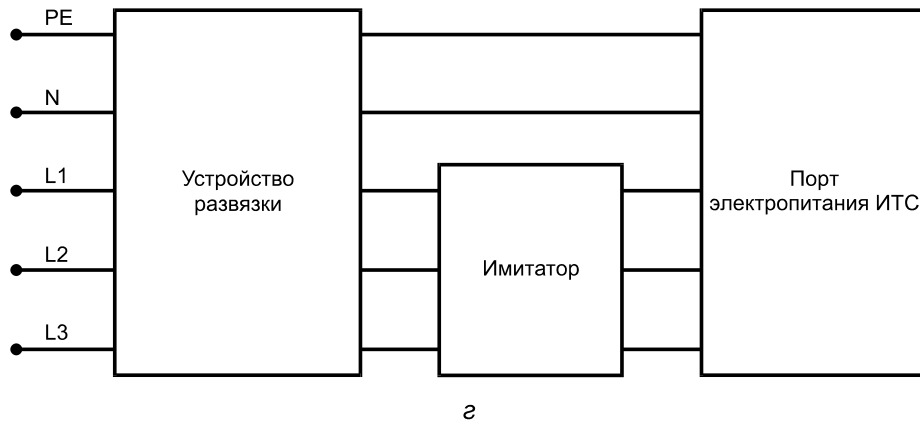 PE
N
L1
L2
L3
Устройство
развязки
Имитатор
Порт
электропитания ИТС
г